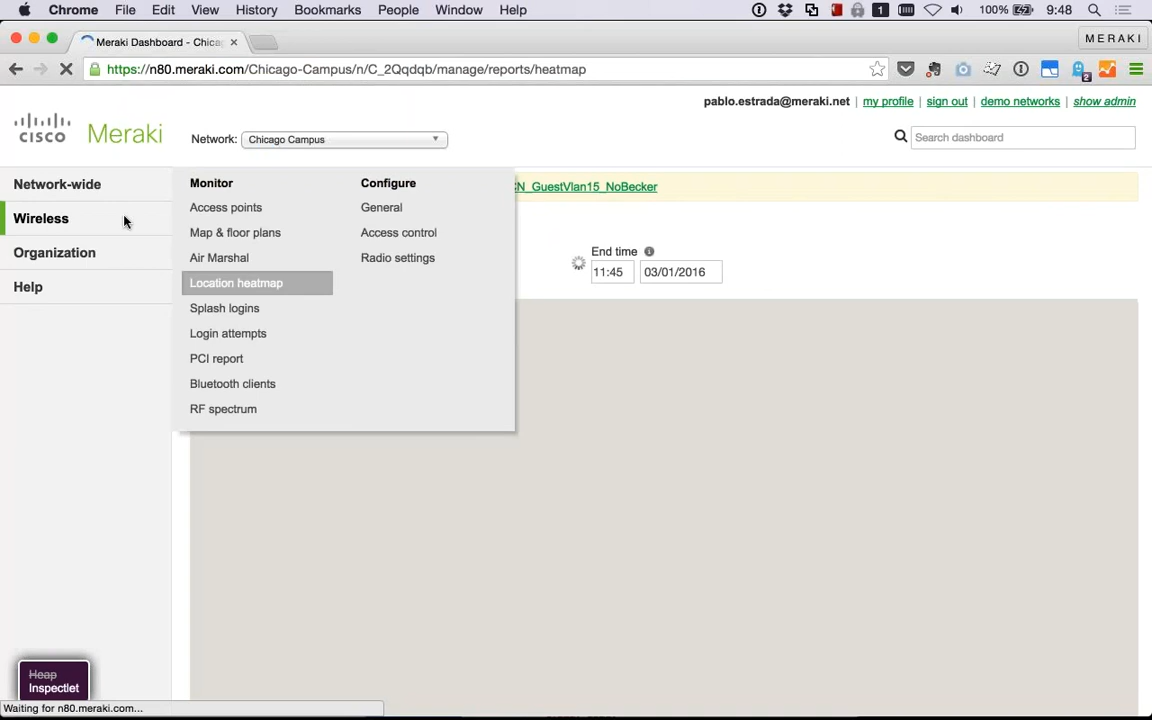 Chrome File Edit View History Bookmarks People Window Help 1 100% 9:48
Meraki Dashboard - Chica MERAKI
https://n80.meraki.com/Chicago-Campus/n/C_2Qqdqb/manage/reports/heatmap 2
pablo.estrada@meraki.net | my profile | sign out | demo networks | show admin
CISCO Meraki Network: Chicago Campus Search dashboard
Network-wide
Wireless
Organization
Help
Monitor
Access points
Map & floor plans
Air Marshal
Location heatmap
Splash logins
Login attempts
PCI report
Bluetooth clients
RF spectrum
Configure
General
Access control
Radio settings
N_GuestVlan15_NoBecker
End time
11:45 03/01/2016
Heap
Inspectlet
Waiting for n80.meraki.com...